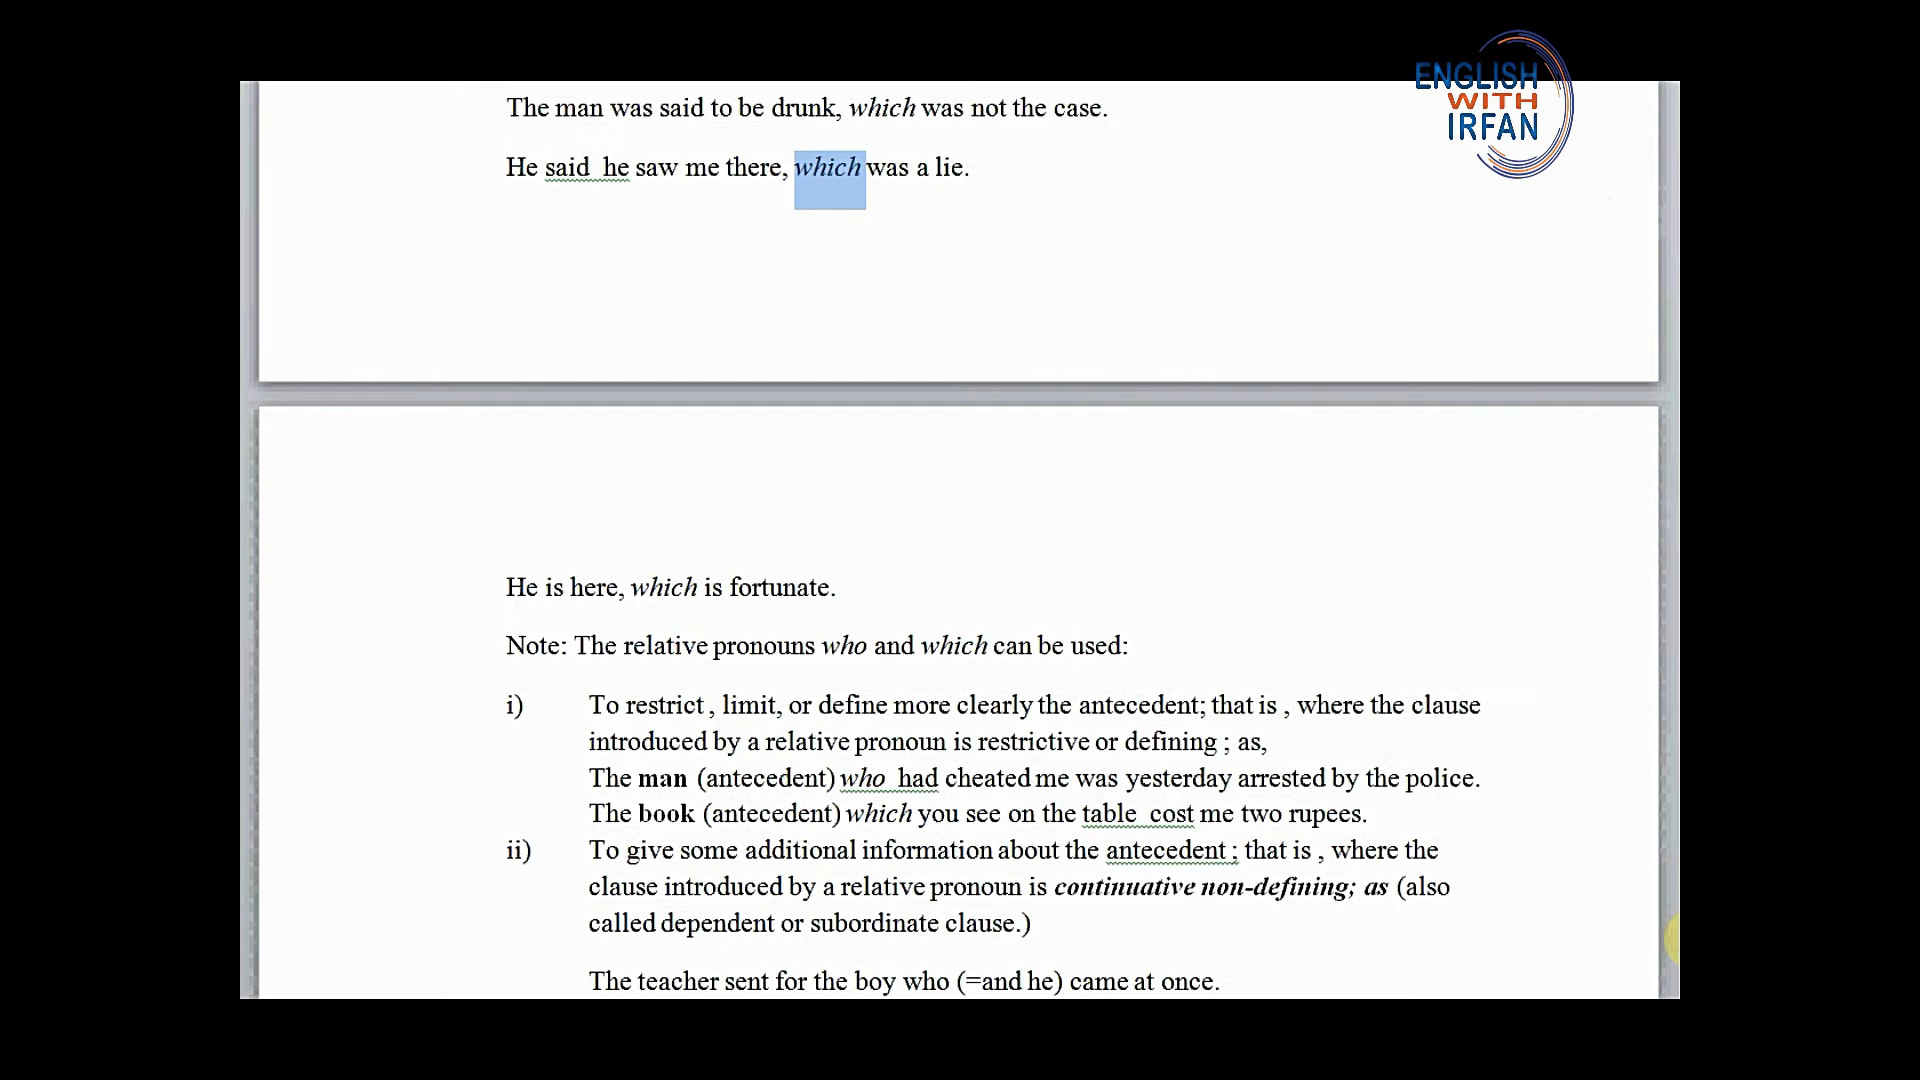 ENGLISH
WITH
IRFAN
The man was said to be drunk, which was not the case.
He said he saw me there, which was a lie.
He is here, which is fortunate.
Note: The relative pronouns who and which can be used:
i) To restrict , limit, or define more clearly the antecedent; that is , where the clause
introduced by a relative pronoun is restrictive or defining ; as,
The man (antecedent) who had cheated me was yesterday arrested by the police.
The book (antecedent) which you see on the table cost me two rupees.
ii) To give some additional information about the antecedent ; that is , where the
clause introduced by a relative pronoun is continuative non-defining; as (also
called dependent or subordinate clause.)
The teacher sent for the boy who (=and he) came at once.